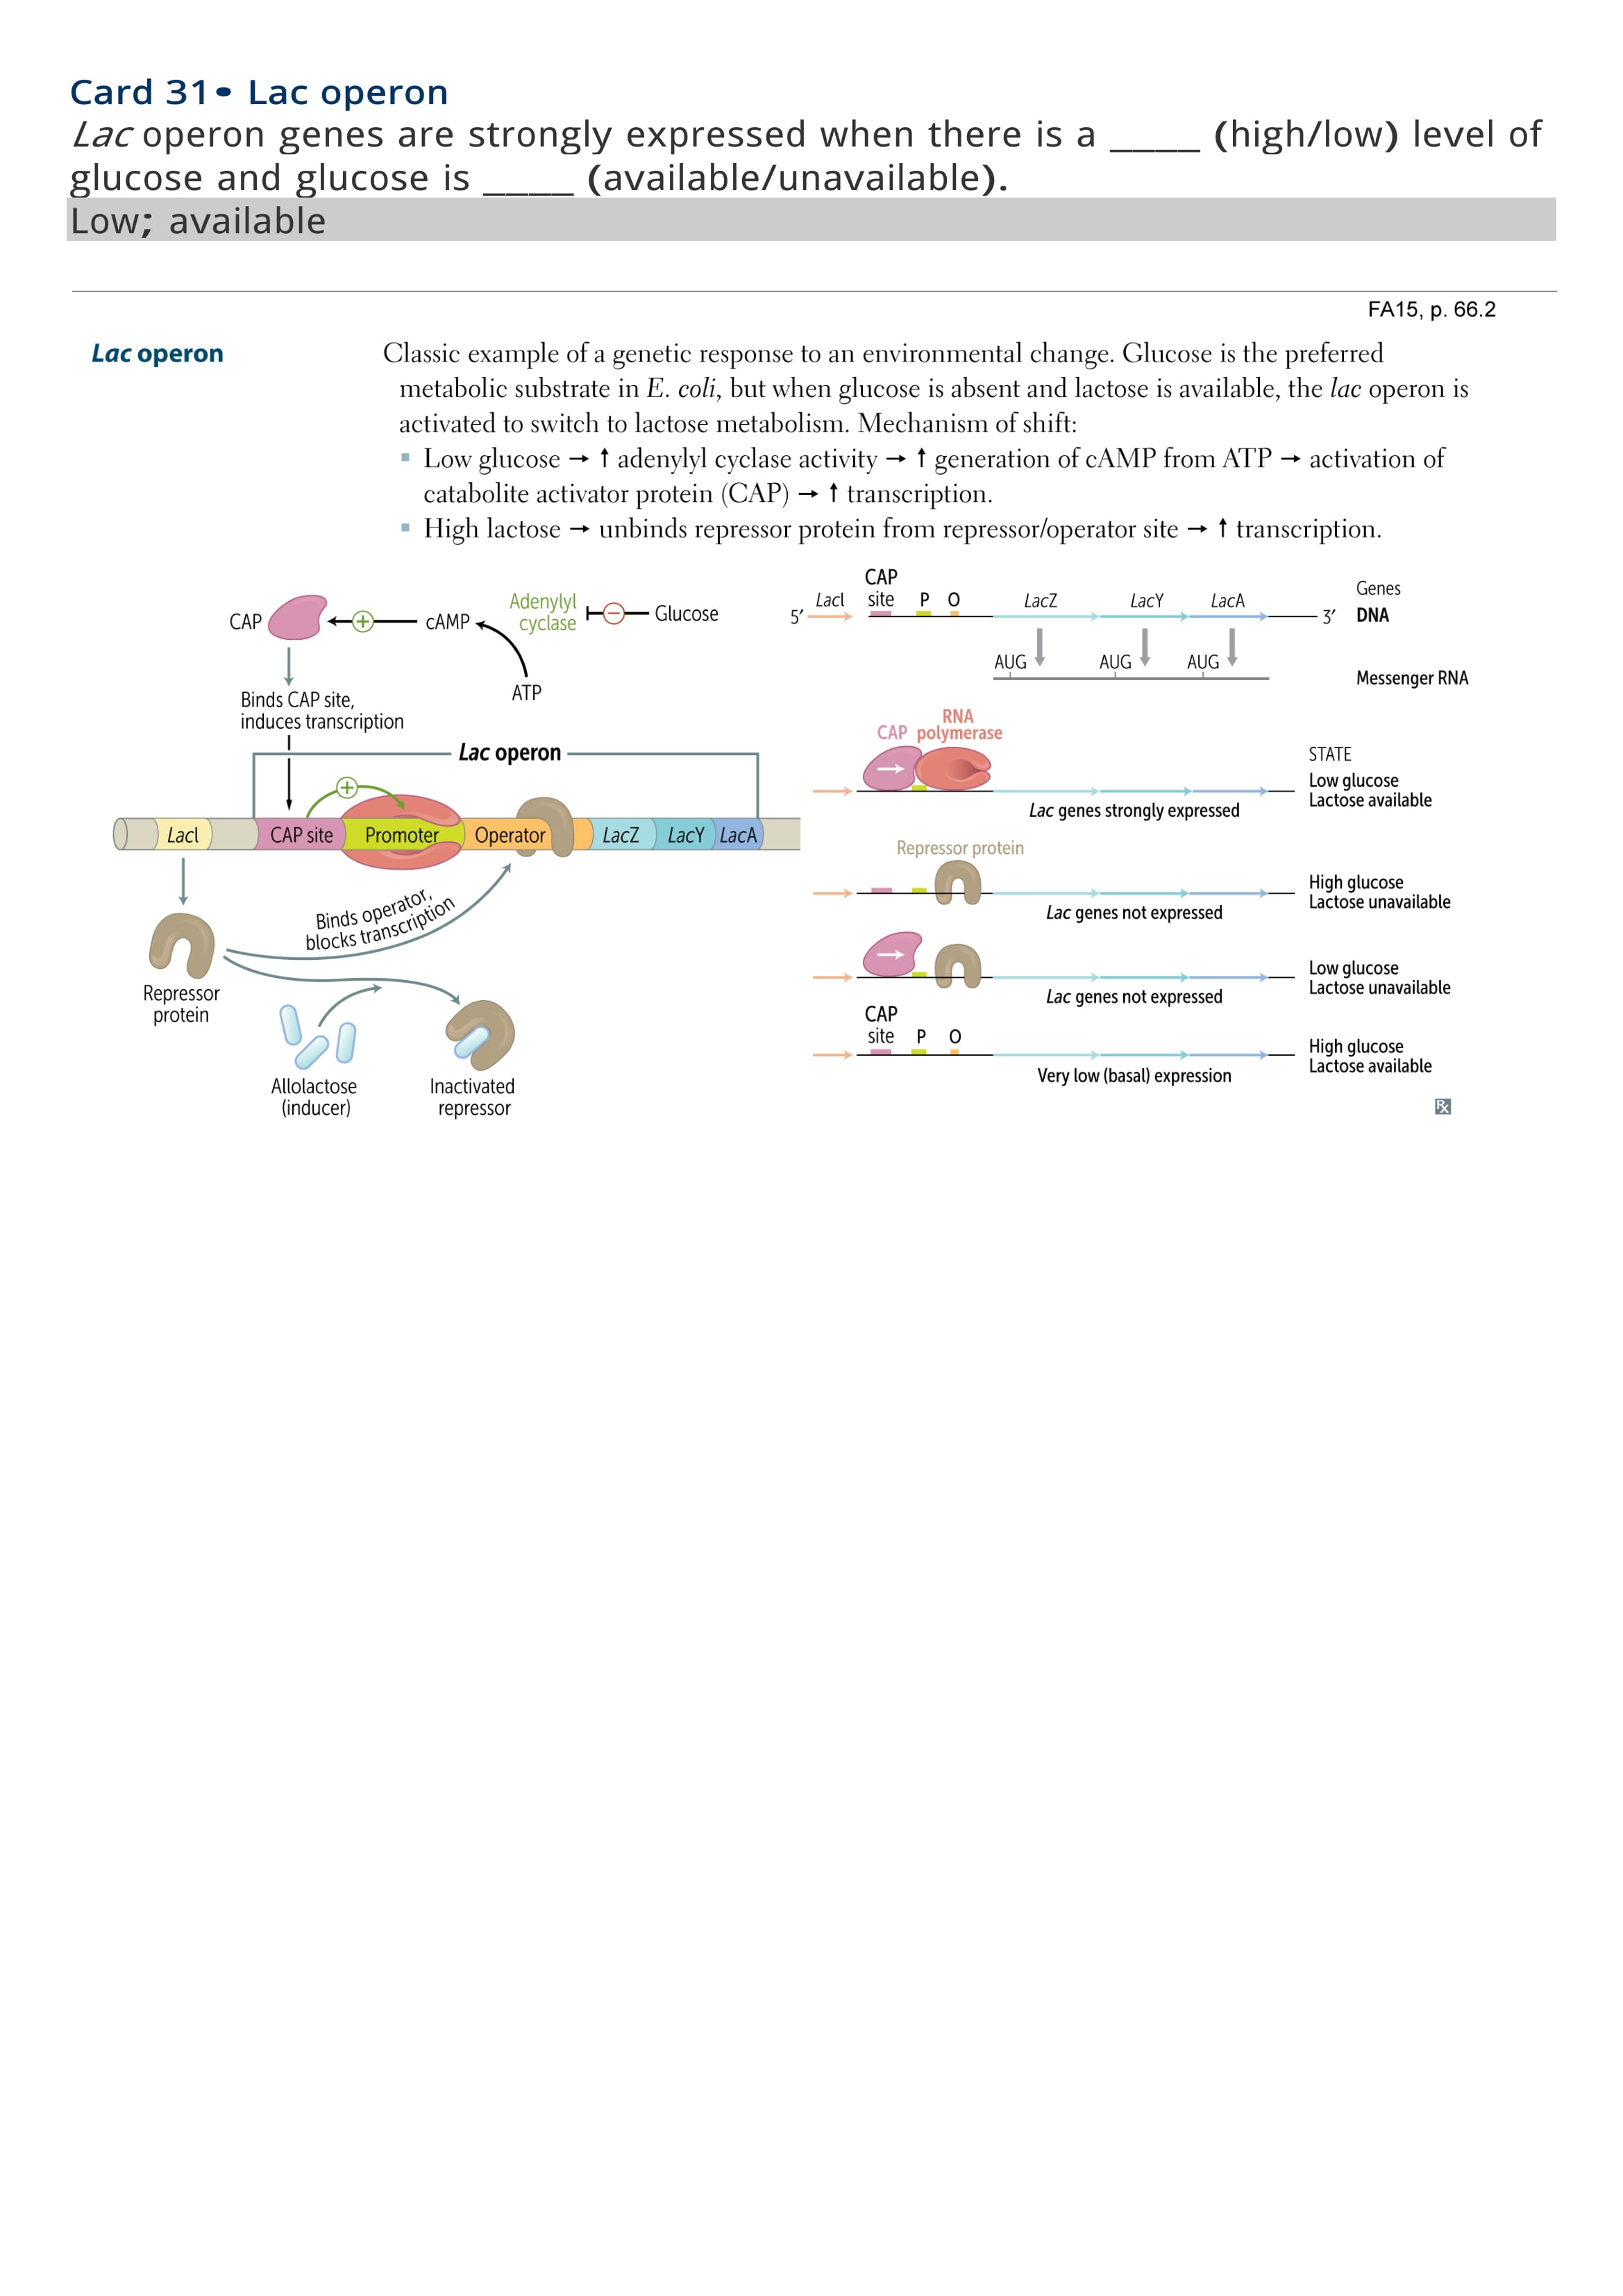 Card 31• Lac operon
Lac operon genes are strongly expressed when there is a ____ (high/low) level of
glucose and glucose is ____ (available/unavailable).
Low; available
FA15, p. 66.2
Lac operon
Classic example of a genetic response to an environmental change. Glucose is the preferred
metabolic substrate in E. coli, but when glucose is absent and lactose is available, the lac operon is
activated to switch to lactose metabolism. Mechanism of shift:
▪ Low glucose → ↑ adenylyl cyclase activity → ↑ generation of cAMP from ATP → activation of
catabolite activator protein (CAP) → ↑ transcription.
▪ High lactose → unbinds repressor protein from repressor/operator site → ↑ transcription.
CAP
+
cAMP
Adenylyl
cyclase
−
Glucose
ATP
Binds CAP site,
induces transcription
Lac operon
+
LacI
CAP site
Promoter
Operator
LacZ
LacY
LacA
Binds operator,
blocks transcription
Repressor
protein
Allolactose
(inducer)
Inactivated
repressor
CAP
site
LacI
P
O
LacZ
LacY
LacA
Genes
5′
3′
DNA
AUG
AUG
AUG
Messenger RNA
CAP
RNA
polymerase
STATE
Low glucose
Lactose available
Lac genes strongly expressed
Repressor protein
High glucose
Lactose unavailable
Lac genes not expressed
Low glucose
Lactose unavailable
Lac genes not expressed
CAP
site
P
O
High glucose
Lactose available
Very low (basal) expression
Rx